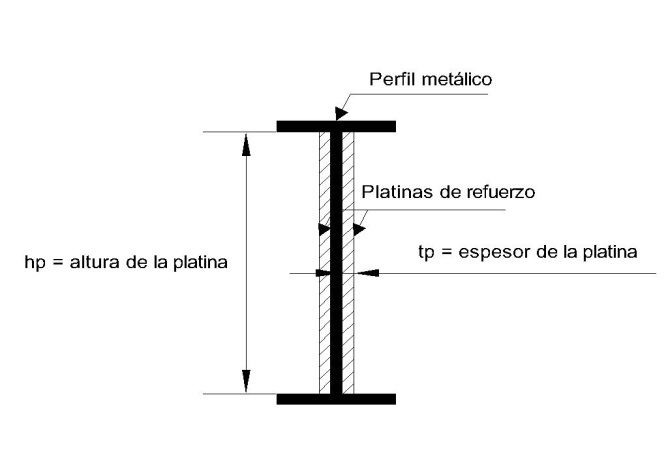 Perfil metálico
Platinas de refuerzo
tp = espesor de la platina
hp = altura de la platina